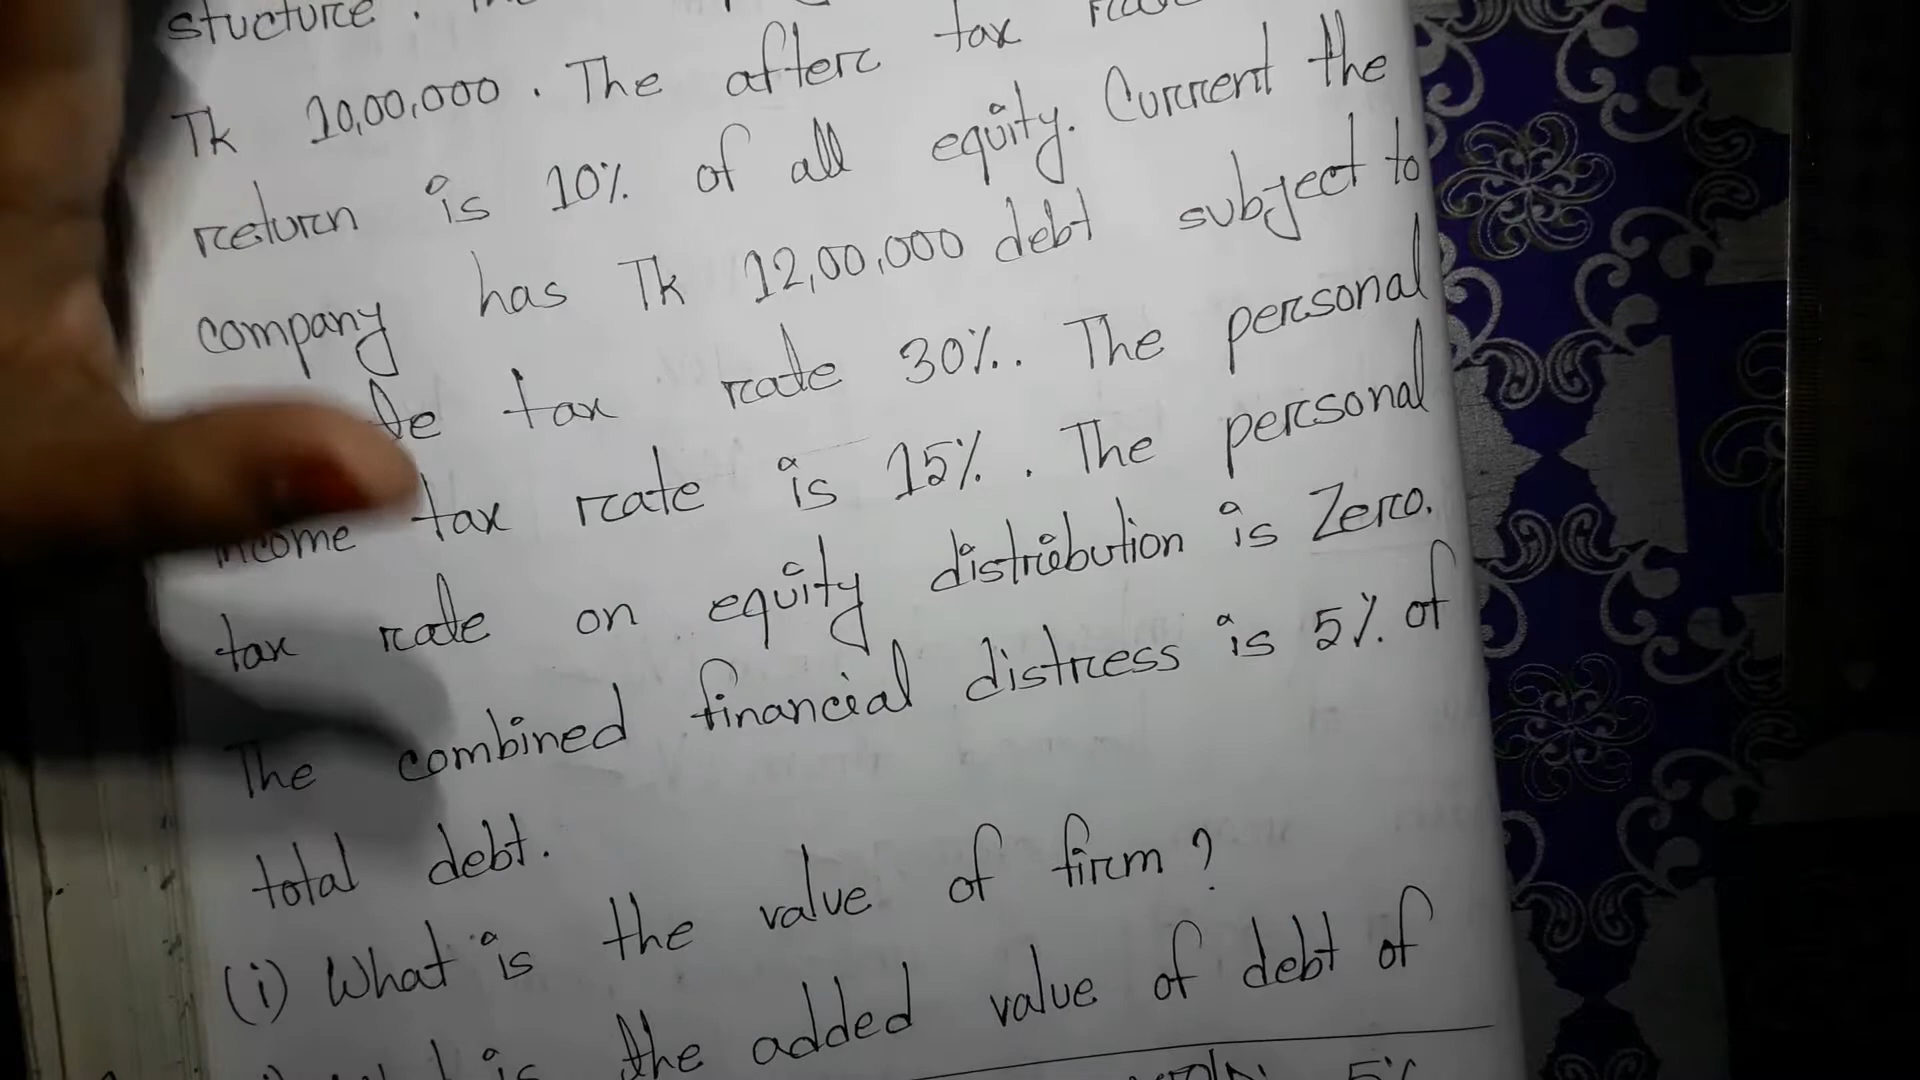 stucture.
Tk 10,00,000. The after tax
return is 10% of all equity. Current the
company has Tk 12,00,000 debt subject to
tax rate 30%. The personal
income tax rate is 15%. The personal
tax rate on equity distribution is Zero.
The combined financial distress is 5% of
total debt.
(i) What is the value of firm?
is the added value of debt of
5%